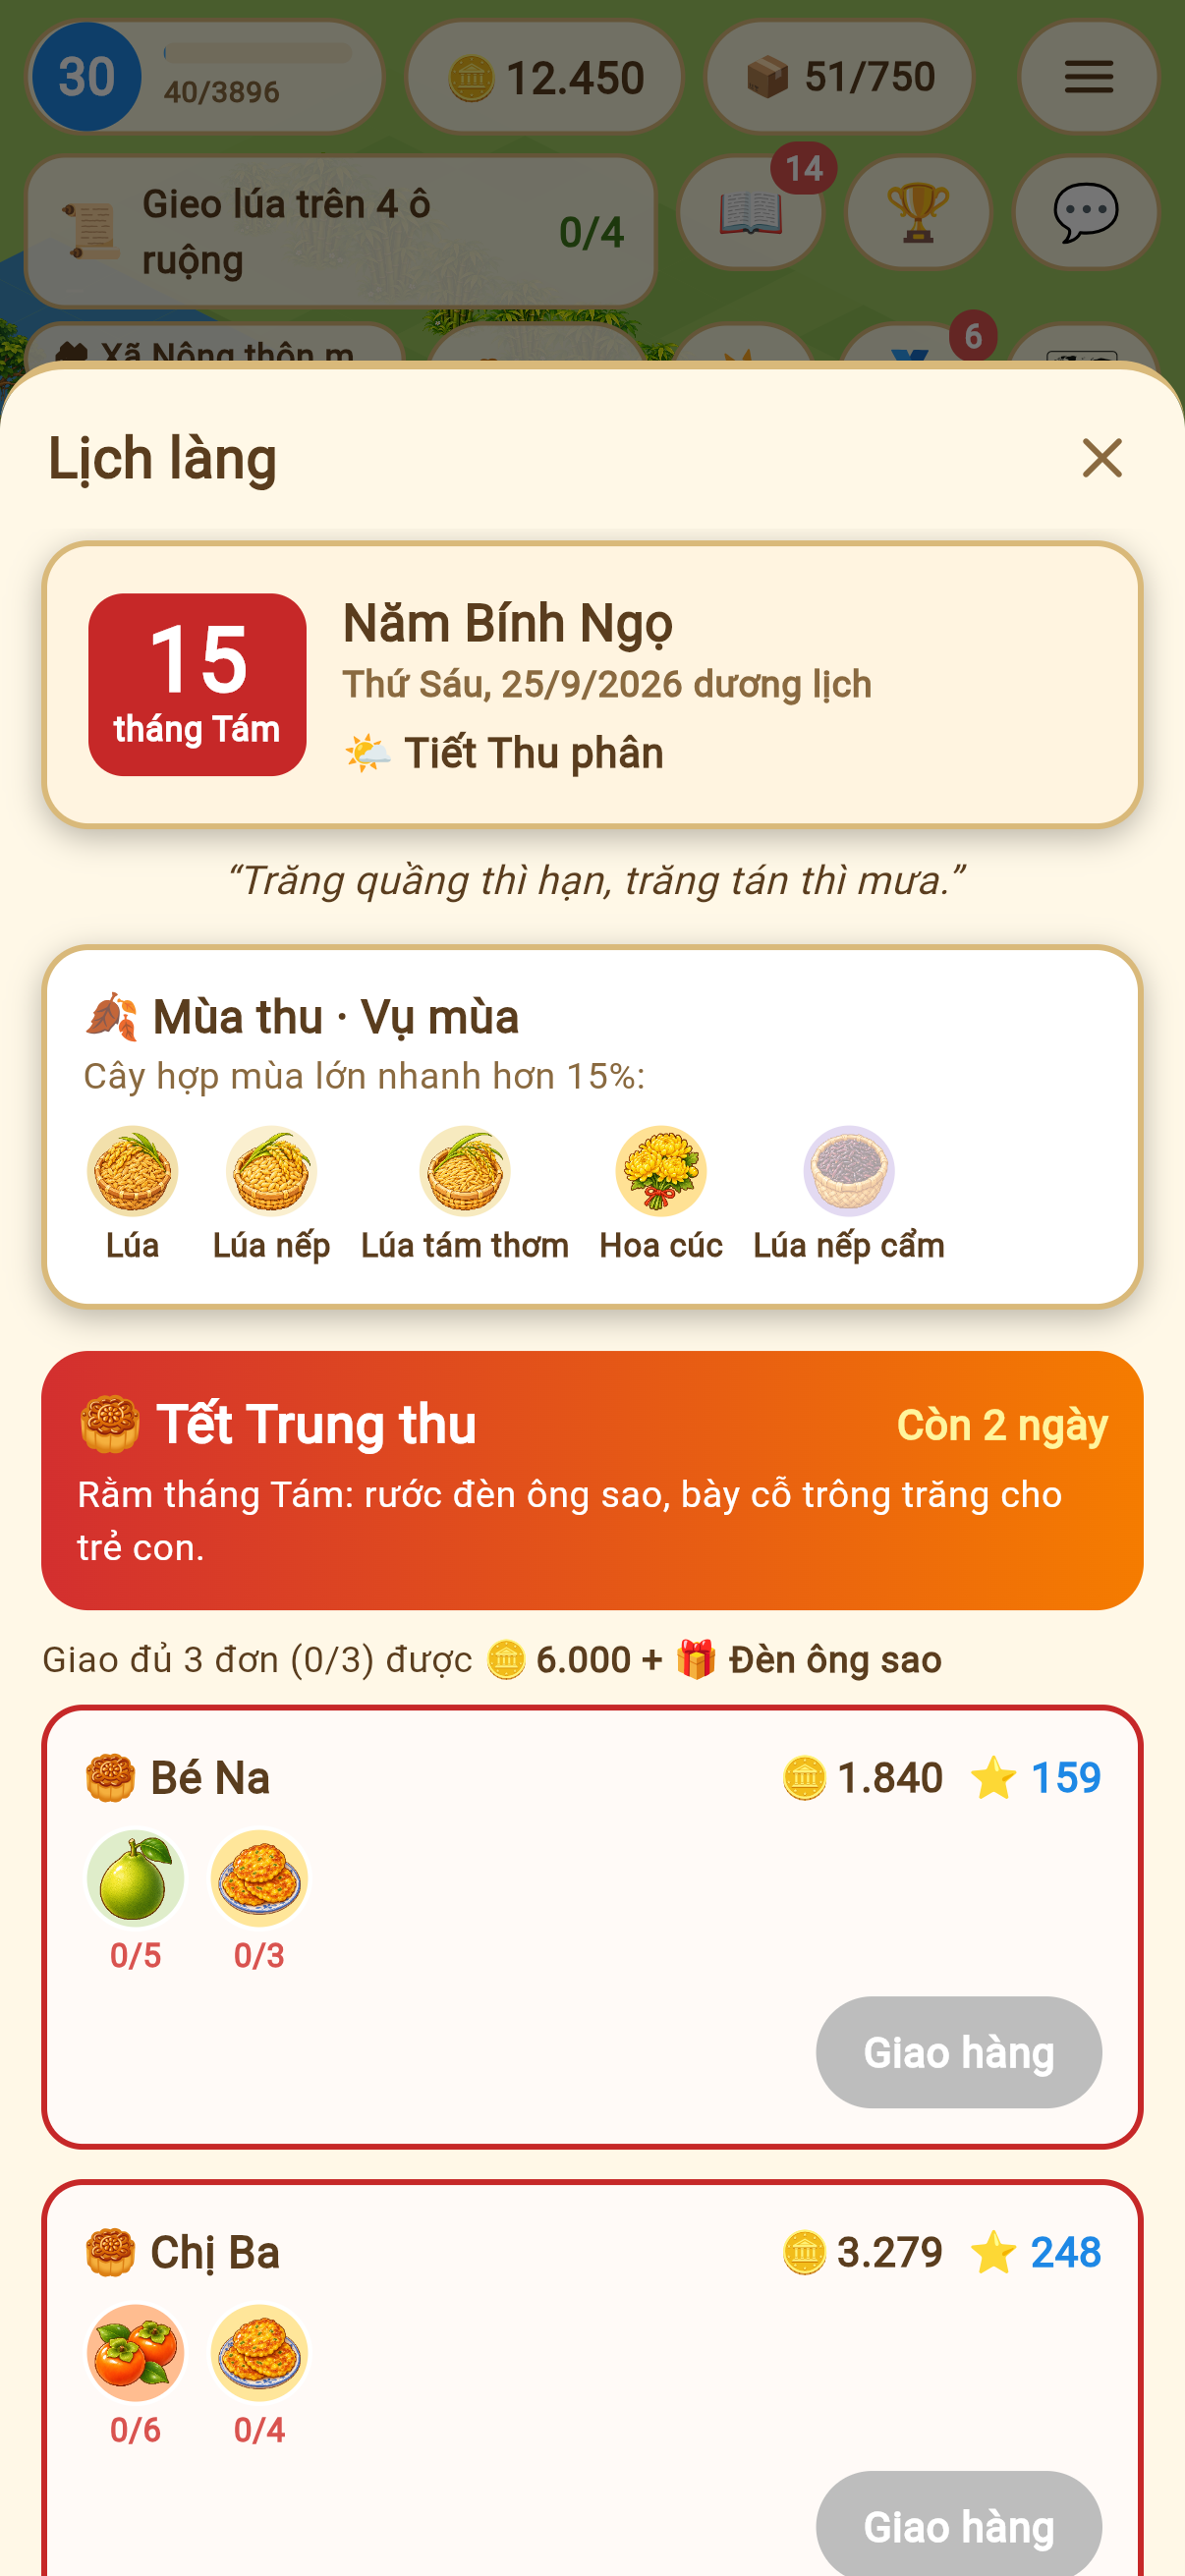 30
40/3896
12.450
51/750
Gieo lúa trên 4 ô
ruộng
0/4
14
Xã Nông thôn m...
6
Lịch làng
15
tháng Tám
Năm Bính Ngọ
Thứ Sáu, 25/9/2026 dương lịch
Tiết Thu phân
“Trăng quầng thì hạn, trăng tán thì mưa.”
Mùa thu · Vụ mùa
Cây hợp mùa lớn nhanh hơn 15%:
Lúa
Lúa nếp
Lúa tám thơm
Hoa cúc
Lúa nếp cẩm
Tết Trung thu
Còn 2 ngày
Rằm tháng Tám: rước đèn ông sao, bày cỗ trông trăng cho
trẻ con.
Giao đủ 3 đơn (0/3) được 6.000 + Đèn ông sao
Bé Na
1.840
159
0/5
0/3
Giao hàng
Chị Ba
3.279
248
0/6
0/4
Giao hàng